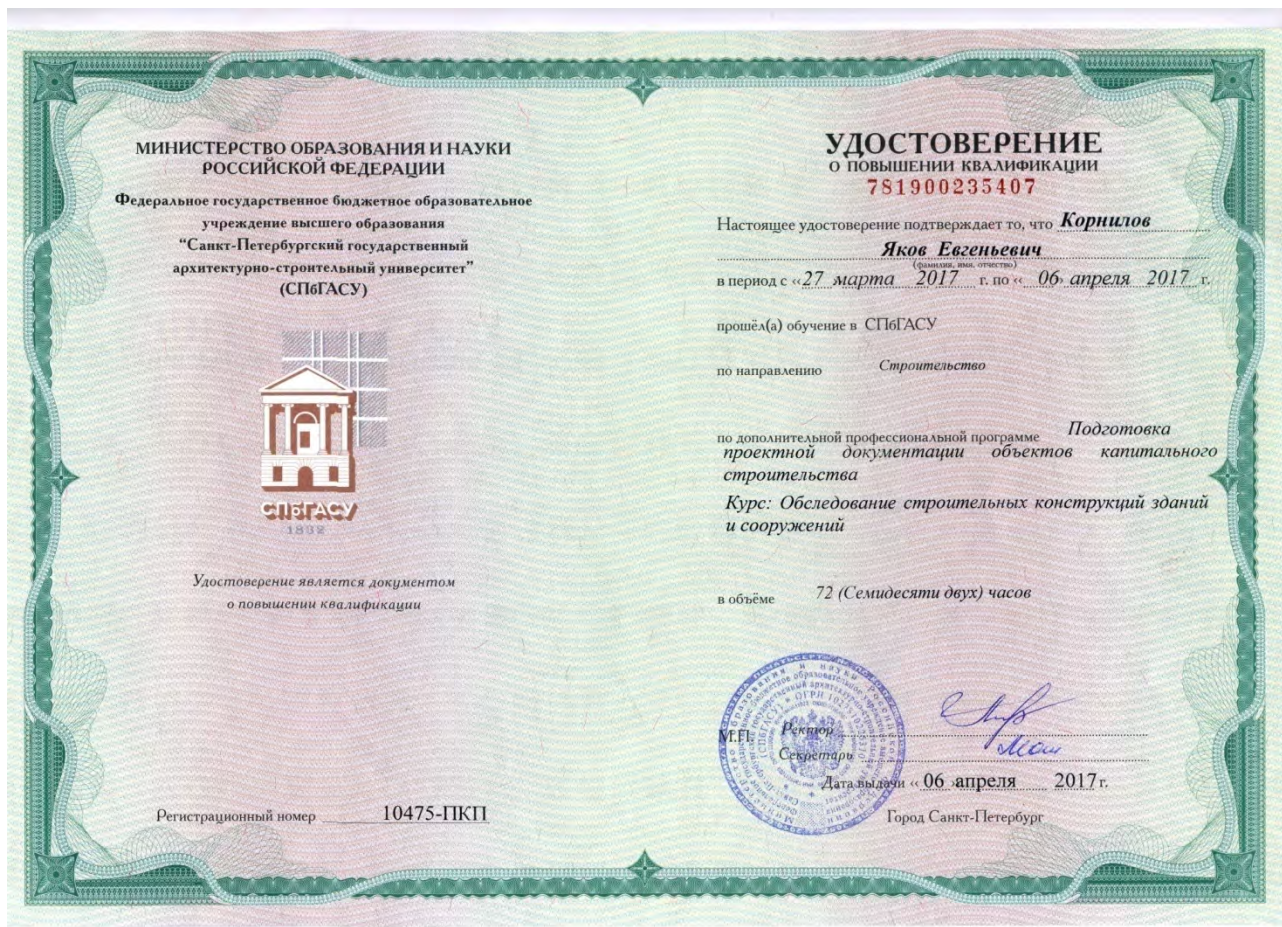 МИНИСТЕРСТВО ОБРАЗОВАНИЯ И НАУКИ
РОССИЙСКОЙ ФЕДЕРАЦИИ
Федеральное государственное бюджетное образовательное
учреждение высшего образования
“Санкт-Петербургский государственный
архитектурно-строительный университет”
(СПбГАСУ)
СПбГАСУ
1832
Удостоверение является документом
о повышении квалификации
Регистрационный номер 10475-ПКП
УДОСТОВЕРЕНИЕ
О ПОВЫШЕНИИ КВАЛИФИКАЦИИ
781900235407
Настоящее удостоверение подтверждает то, что Корнилов
Яков Евгеньевич
(фамилия, имя, отчество)
в период с «27 марта 2017 г. по « 06» апреля 2017 г.
прошёл(а) обучение в СПбГАСУ
по направлению Строительство
по дополнительной профессиональной программе Подготовка
проектной документации объектов капитального
строительства
Курс: Обследование строительных конструкций зданий
и сооружений
в объёме 72 (Семидесяти двух) часов
М.П. Ректор
Секретарь
Дата выдачи « 06 »апреля 2017 г.
Город Санкт-Петербург